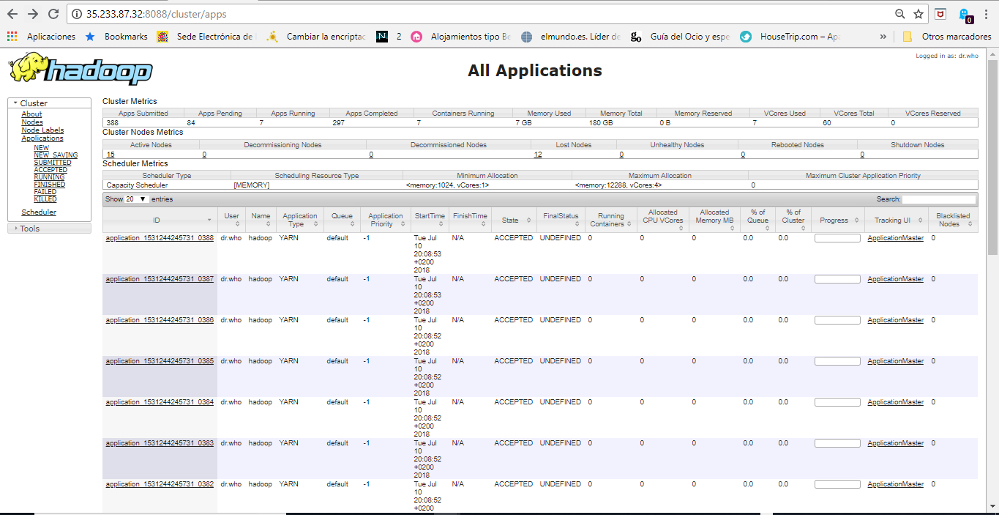 35.233.87.32:8088/cluster/apps
0
Aplicaciones Bookmarks Sede Electrónica de Cambiar la encriptac N 2 Alojamientos tipo Be elmundo.es. Líder de go Guía del Ocio y espe HouseTrip.com – Apa » Otros marcadores
Logged in as: dr.who
hadoop
All Applications
Cluster
About
Nodes
Node Labels
Applications
NEW
NEW_SAVING
SUBMITTED
ACCEPTED
RUNNING
FINISHED
FAILED
KILLED
Scheduler
Tools
Cluster Metrics
Apps Submitted Apps Pending Apps Running Apps Completed Containers Running Memory Used Memory Total Memory Reserved VCores Used VCores Total VCores Reserved
388 84 7 297 7 7 GB 180 GB 0 B 7 60 0
Cluster Nodes Metrics
Active Nodes Decommissioning Nodes Decommissioned Nodes Lost Nodes Unhealthy Nodes Rebooted Nodes Shutdown Nodes
15 0 0 12 0 0 0
Scheduler Metrics
Scheduler Type Scheduling Resource Type Minimum Allocation Maximum Allocation Maximum Cluster Application Priority
Capacity Scheduler [MEMORY] <memory:1024, vCores:1> <memory:12288, vCores:4> 0
Show 20 entries Search:
ID User Name Application Type Queue Application Priority StartTime FinishTime State FinalStatus Running Containers Allocated CPU VCores Allocated Memory MB % of Queue % of Cluster Progress Tracking UI Blacklisted Nodes
application_1531244245731_0388 dr.who hadoop YARN default -1 Tue Jul 10 20:08:53 +0200 2018 N/A ACCEPTED UNDEFINED 0 0 0 0.0 0.0 ApplicationMaster 0
application_1531244245731_0387 dr.who hadoop YARN default -1 Tue Jul 10 20:08:53 +0200 2018 N/A ACCEPTED UNDEFINED 0 0 0 0.0 0.0 ApplicationMaster 0
application_1531244245731_0386 dr.who hadoop YARN default -1 Tue Jul 10 20:08:52 +0200 2018 N/A ACCEPTED UNDEFINED 0 0 0 0.0 0.0 ApplicationMaster 0
application_1531244245731_0385 dr.who hadoop YARN default -1 Tue Jul 10 20:08:52 +0200 2018 N/A ACCEPTED UNDEFINED 0 0 0 0.0 0.0 ApplicationMaster 0
application_1531244245731_0384 dr.who hadoop YARN default -1 Tue Jul 10 20:08:52 +0200 2018 N/A ACCEPTED UNDEFINED 0 0 0 0.0 0.0 ApplicationMaster 0
application_1531244245731_0383 dr.who hadoop YARN default -1 Tue Jul 10 20:08:52 +0200 2018 N/A ACCEPTED UNDEFINED 0 0 0 0.0 0.0 ApplicationMaster 0
application_1531244245731_0382 dr.who hadoop YARN default -1 Tue Jul 10 20:08:52 +0200 N/A ACCEPTED UNDEFINED 0 0 0 0.0 0.0 ApplicationMaster 0